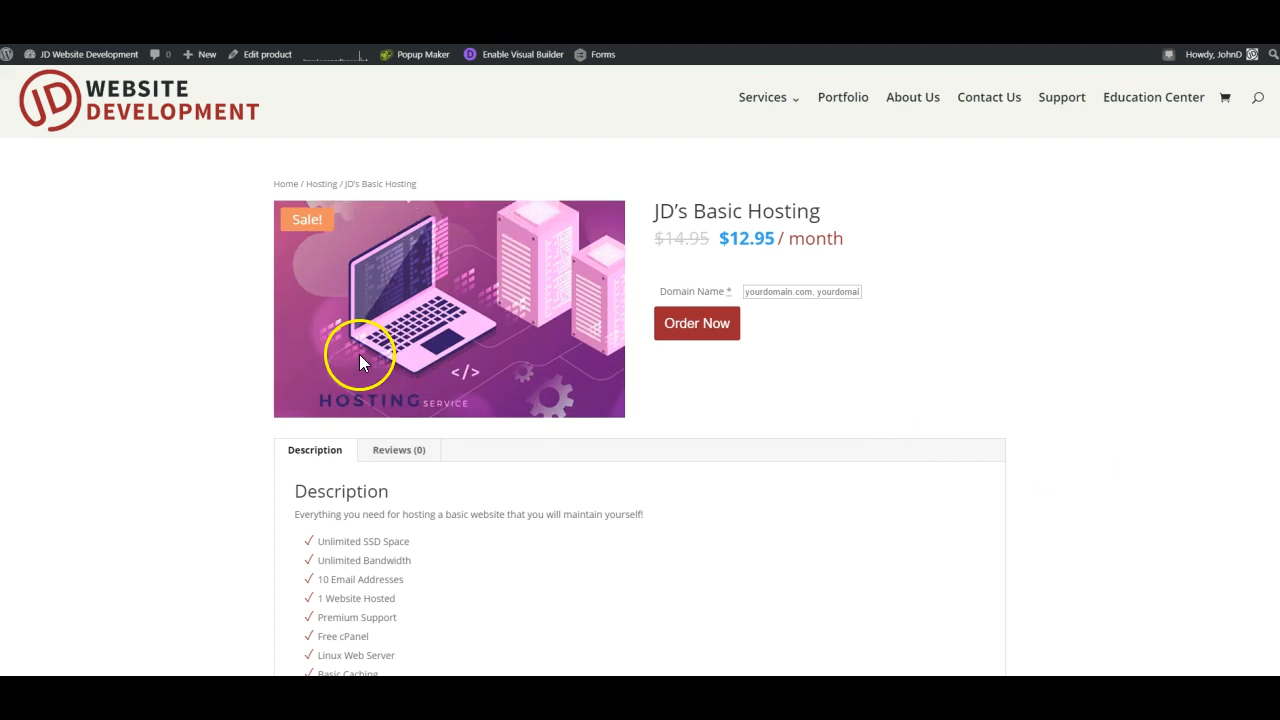 JD Website Development 0 New Edit product Popup Maker Enable Visual Builder Forms Howdy, JohnD
JD WEBSITE
DEVELOPMENT
Services Portfolio About Us Contact Us Support Education Center
Home / Hosting / JD's Basic Hosting
Sale!
</>
HOSTING SERVICE
JD's Basic Hosting
$14.95 $12.95 / month
Domain Name * yourdomain.com, yourdomai
Order Now
Description Reviews (0)
Description
Everything you need for hosting a basic website that you will maintain yourself!
Unlimited SSD Space
Unlimited Bandwidth
10 Email Addresses
1 Website Hosted
Premium Support
Free cPanel
Linux Web Server
Basic Caching